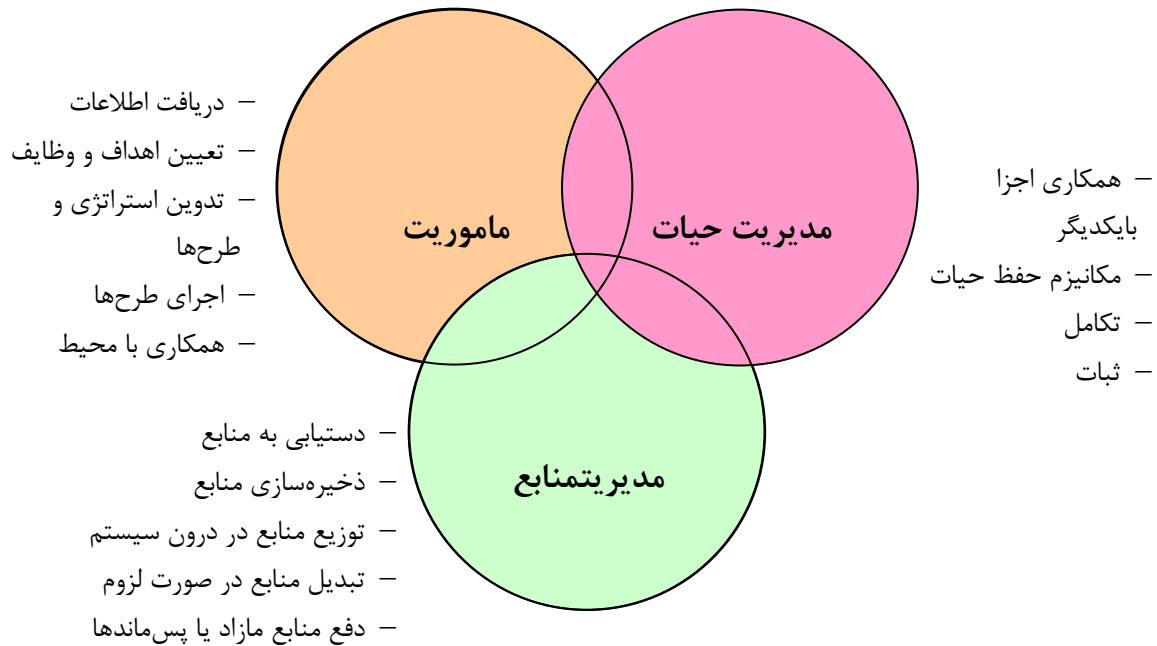 – دریافت اطلاعات
– تعیین اهداف و وظایف
– تدوین استراتژی و
طرح‌ها
– اجرای طرح‌ها
– همکاری با محیط
ماموریت
مدیریت حیات
– همکاری اجزا
بایکدیگر
– مکانیزم حفظ حیات
– تکامل
– ثبات
مدیریتمنابع
– دستیابی به منابع
– ذخیره‌سازی منابع
– توزیع منابع در درون سیستم
– تبدیل منابع در صورت لزوم
– دفع منابع مازاد یا پس‌ماندها